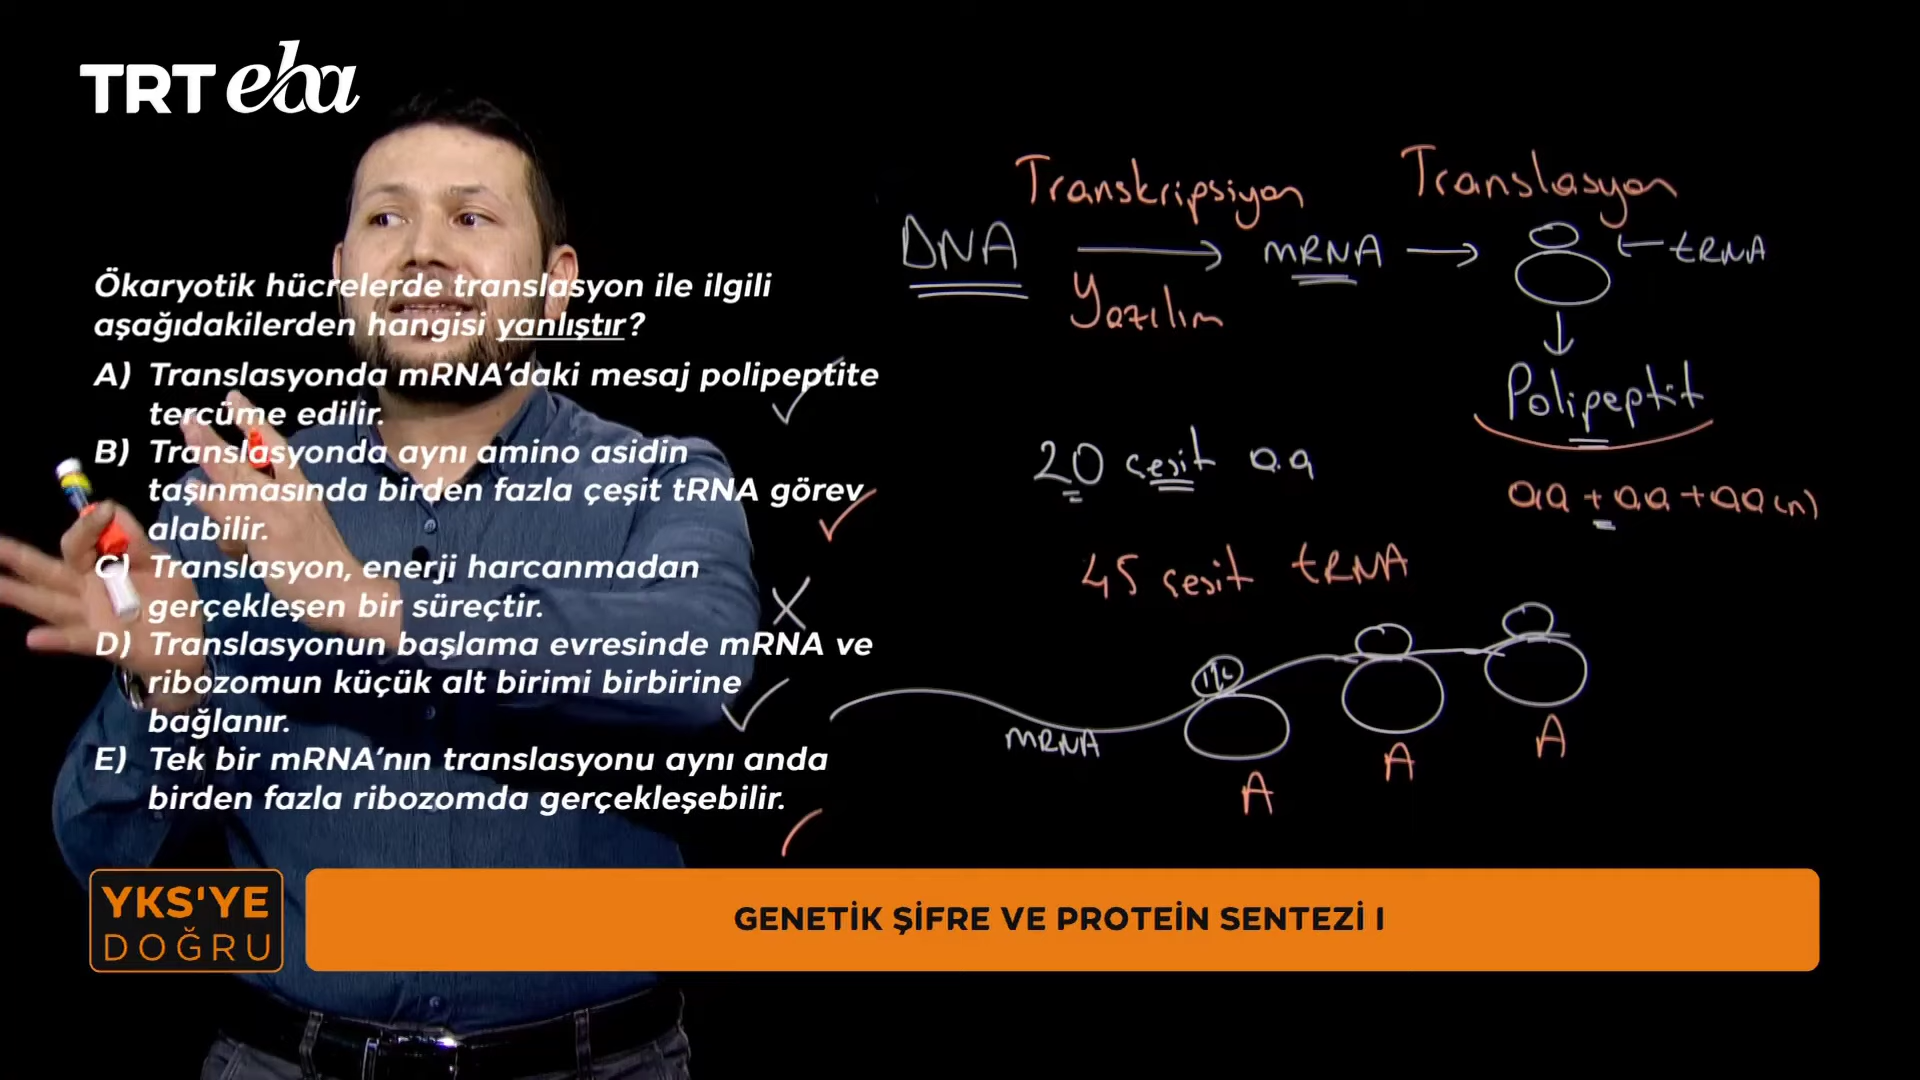 TRT eba
Ökaryotik hücrelerde translasyon ile ilgili
aşağıdakilerden hangisi yanlıştır?
A) Translasyonda mRNA'daki mesaj polipeptite
tercüme edilir.
B) Translasyonda aynı amino asidin
taşınmasında birden fazla çeşit tRNA görev
alabilir.
C) Translasyon, enerji harcanmadan
gerçekleşen bir süreçtir.
D) Translasyonun başlama evresinde mRNA ve
ribozomun küçük alt birimi birbirine
bağlanır.
E) Tek bir mRNA'nın translasyonu aynı anda
birden fazla ribozomda gerçekleşebilir.
Transkripsiyon Translasyon
DNA → mRNA → ← tRNA
Yazılım
Polipeptit
20 çeşit a.a
aa + aa + aa (n)
45 çeşit tRNA
mRNA
A A A
YKS'YE
DOĞRU
GENETİK ŞİFRE VE PROTEİN SENTEZİ I